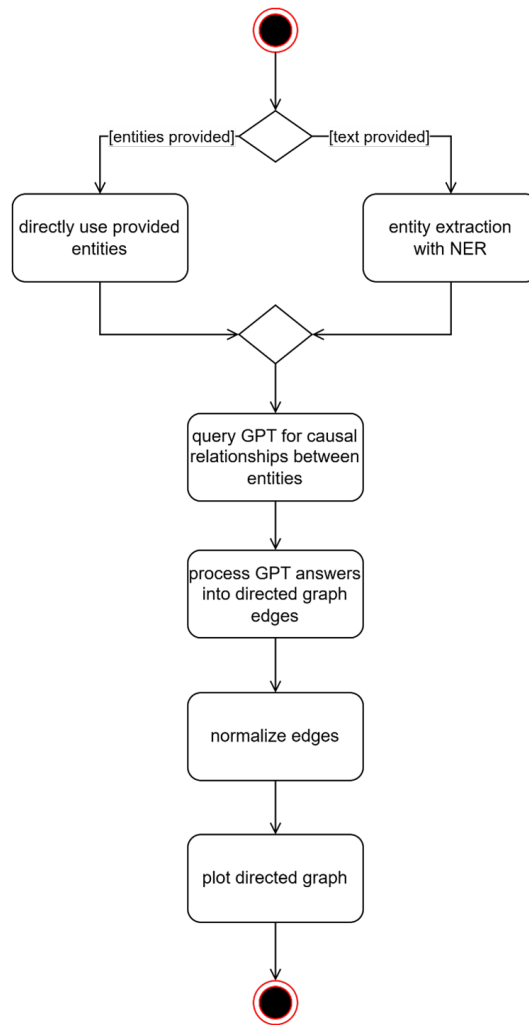 [entities provided]
[text provided]
directly use provided
entities
entity extraction
with NER
query GPT for causal
relationships between
entities
process GPT answers
into directed graph
edges
normalize edges
plot directed graph